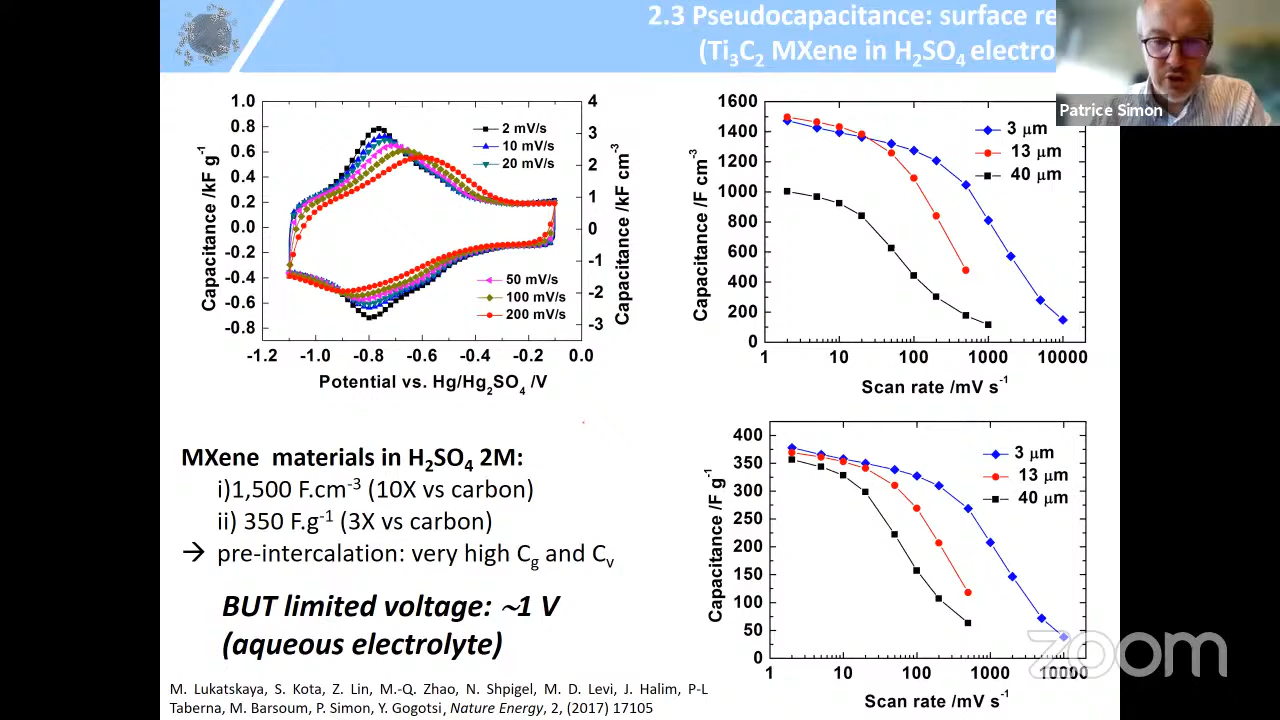 2.3 Pseudocapacitance: surface re
(Ti3C2 MXene in H2SO4 electro
Patrice Simon
1.0
0.8
0.6
0.4
0.2
0.0
-0.2
-0.4
-0.6
-0.8
Capacitance /kF g-1
4
3
2
1
0
-1
-2
-3
Capacitance /kF cm-3
2 mV/s
10 mV/s
20 mV/s
50 mV/s
100 mV/s
200 mV/s
-1.2 -1.0 -0.8 -0.6 -0.4 -0.2 0.0
Potential vs. Hg/Hg2SO4 /V
1600
1400
1200
1000
800
600
400
200
0
Capacitance /F cm-3
3 μm
13 μm
40 μm
1 10 100 1000 10000
Scan rate /mV s-1
MXene materials in H2SO4 2M:
i)1,500 F.cm-3 (10X vs carbon)
ii) 350 F.g-1 (3X vs carbon)
→ pre-intercalation: very high Cg and Cv
BUT limited voltage: ~1 V
(aqueous electrolyte)
400
350
300
250
200
150
100
50
0
Capacitance /F g-1
3 μm
13 μm
40 μm
1 10 100 1000 10000
Scan rate /mV s-1
zoom
M. Lukatskaya, S. Kota, Z. Lin, M.-Q. Zhao, N. Shpigel, M. D. Levi, J. Halim, P-L
Taberna, M. Barsoum, P. Simon, Y. Gogotsi, Nature Energy, 2, (2017) 17105